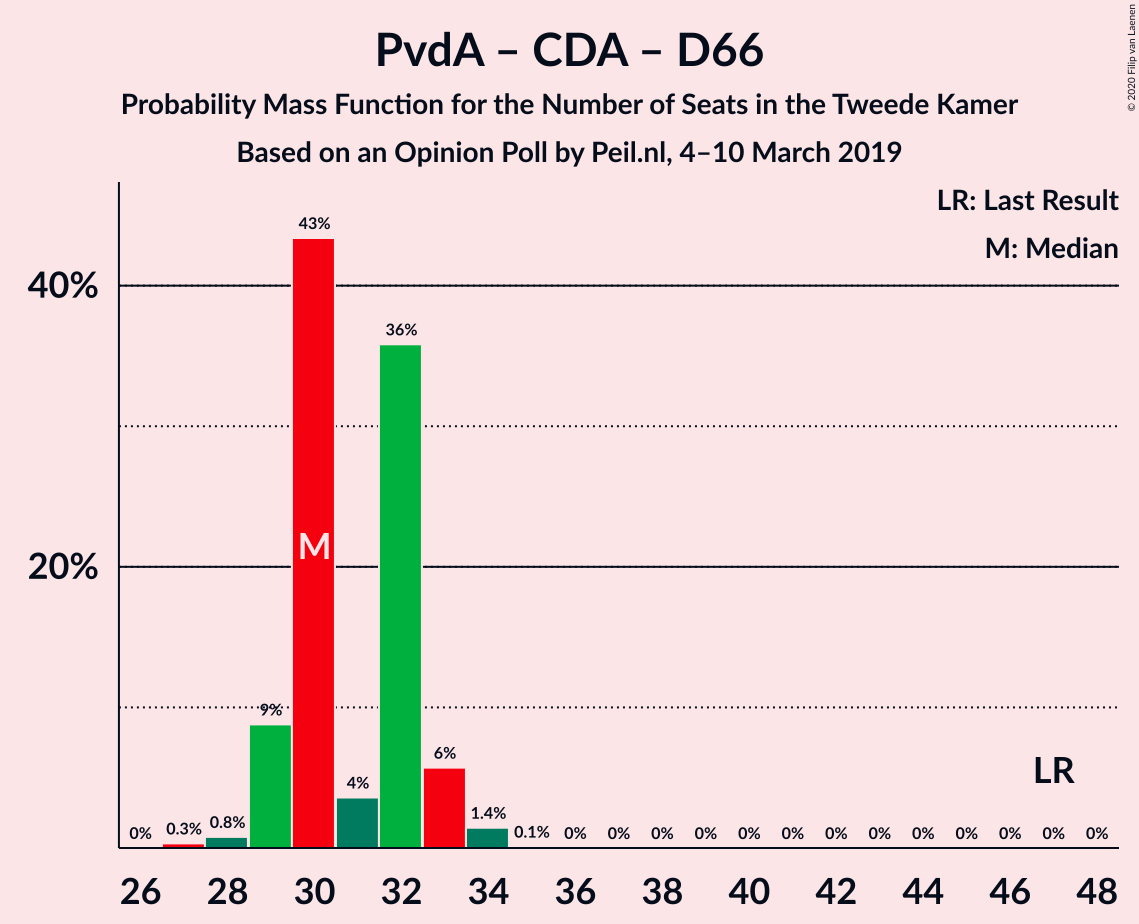 PvdA – CDA – D66
Probability Mass Function for the Number of Seats in the Tweede Kamer
Based on an Opinion Poll by Peil.nl, 4–10 March 2019
© 2020 Filip van Laenen
LR: Last Result
M: Median
40%
20%
0% 0.3% 0.8% 9% 43% 4% 36% 6% 1.4% 0.1% 0% 0% 0% 0% 0% 0% 0% 0% 0% 0% 0% 0% 0%
M
LR
26 28 30 32 34 36 38 40 42 44 46 48